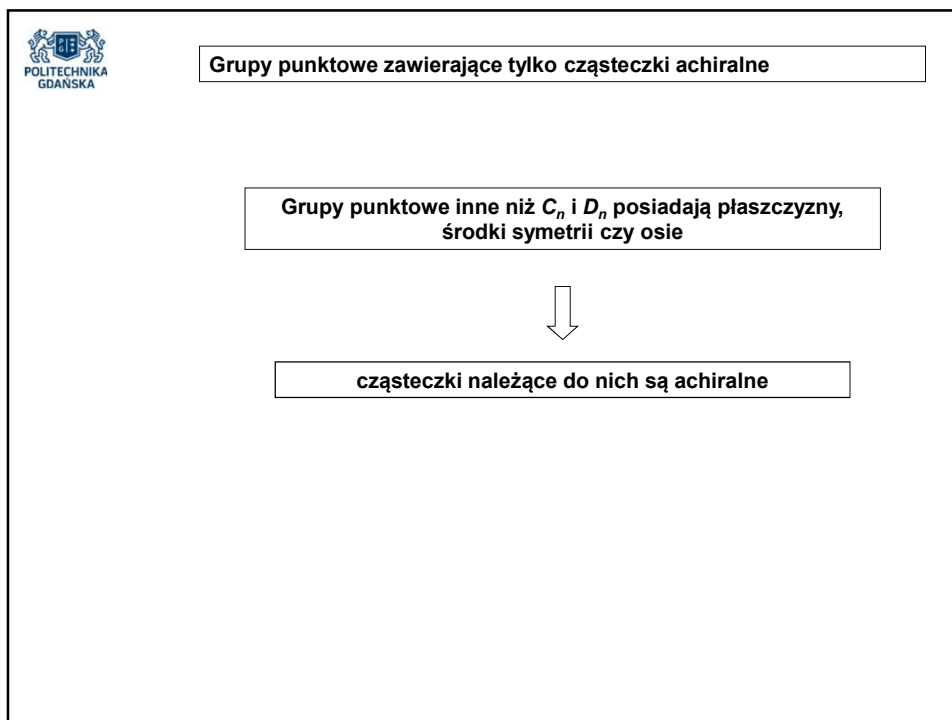 POLITECHNIKA
GDAŃSKA
Grupy punktowe zawierające tylko cząsteczki achiralne
Grupy punktowe inne niż Cn i Dn posiadają płaszczyzny,
środki symetrii czy osie
cząsteczki należące do nich są achiralne